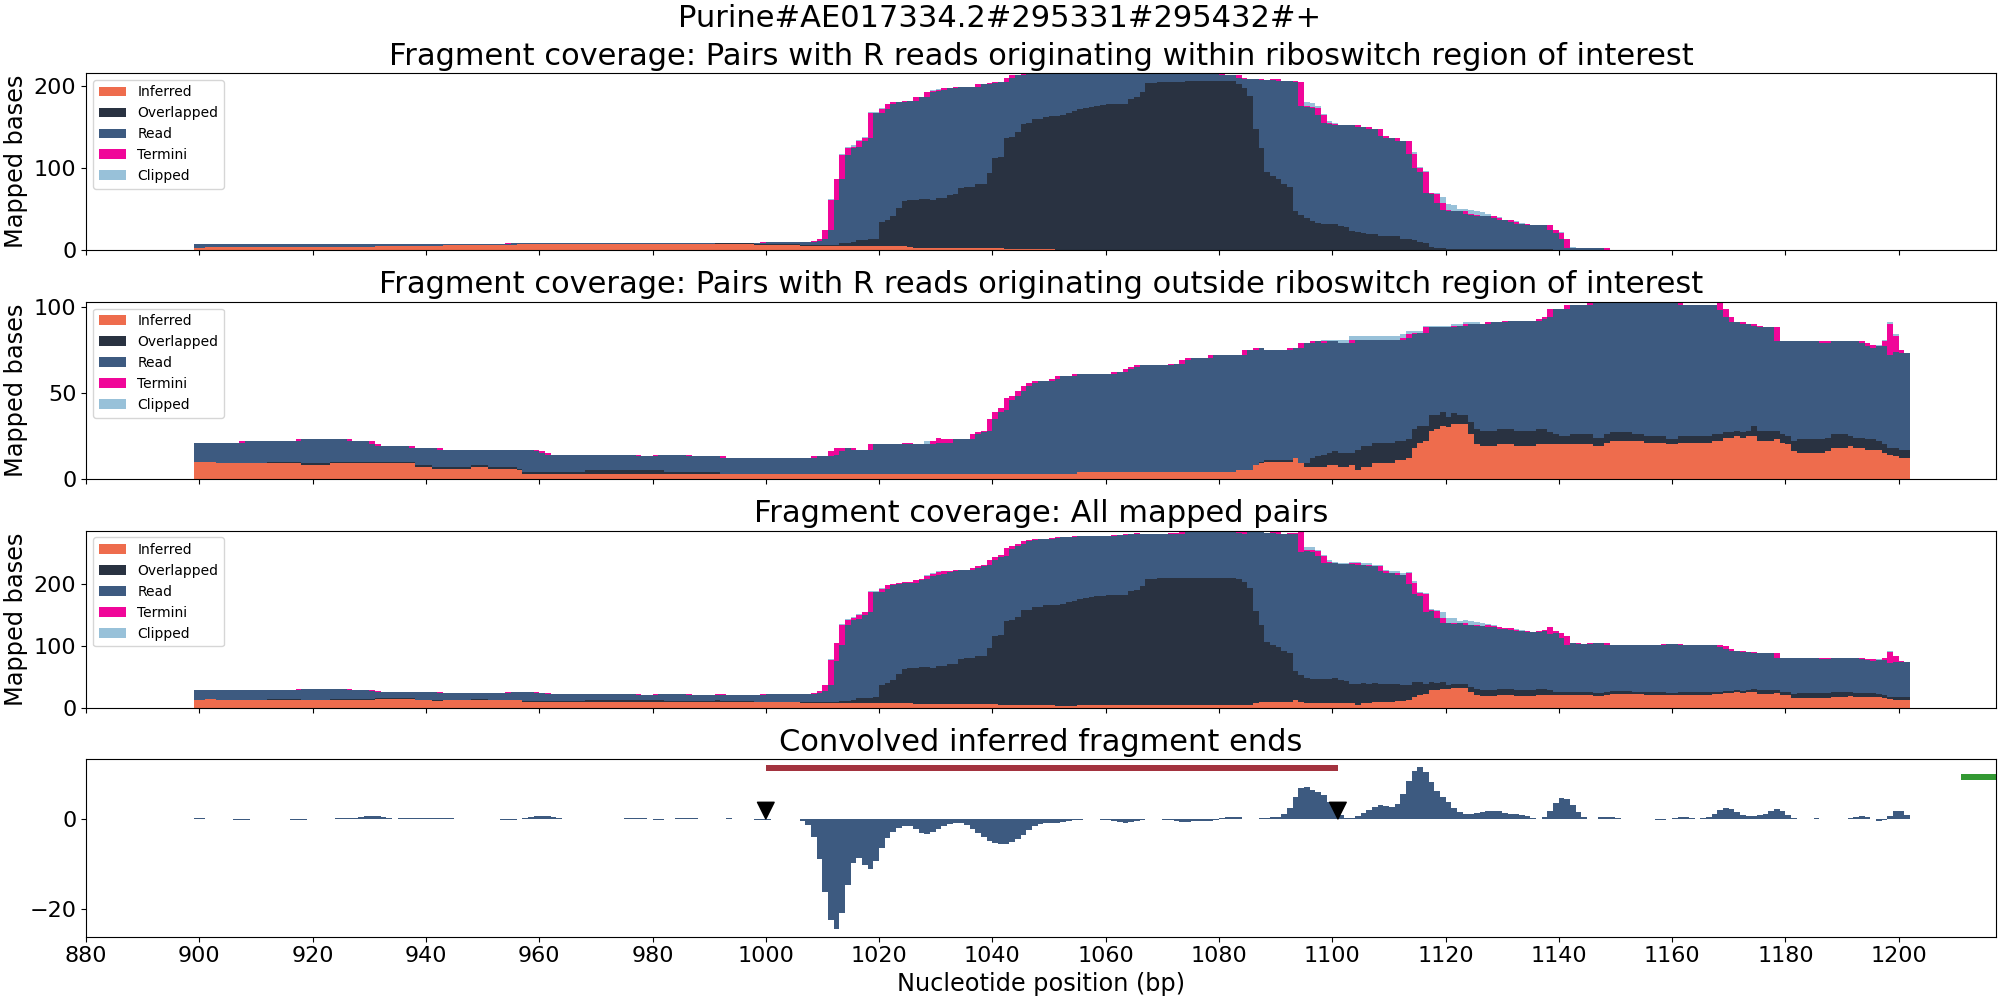 Purine#AE017334.2#295331#295432#+
Fragment coverage: Pairs with R reads originating within riboswitch region of interest
Mapped bases
200
100
0
Inferred
Overlapped
Read
Termini
Clipped
Fragment coverage: Pairs with R reads originating outside riboswitch region of interest
Mapped bases
100
50
0
Inferred
Overlapped
Read
Termini
Clipped
Fragment coverage: All mapped pairs
Mapped bases
200
100
0
Inferred
Overlapped
Read
Termini
Clipped
Convolved inferred fragment ends
0
−20
880 900 920 940 960 980 1000 1020 1040 1060 1080 1100 1120 1140 1160 1180 1200
Nucleotide position (bp)